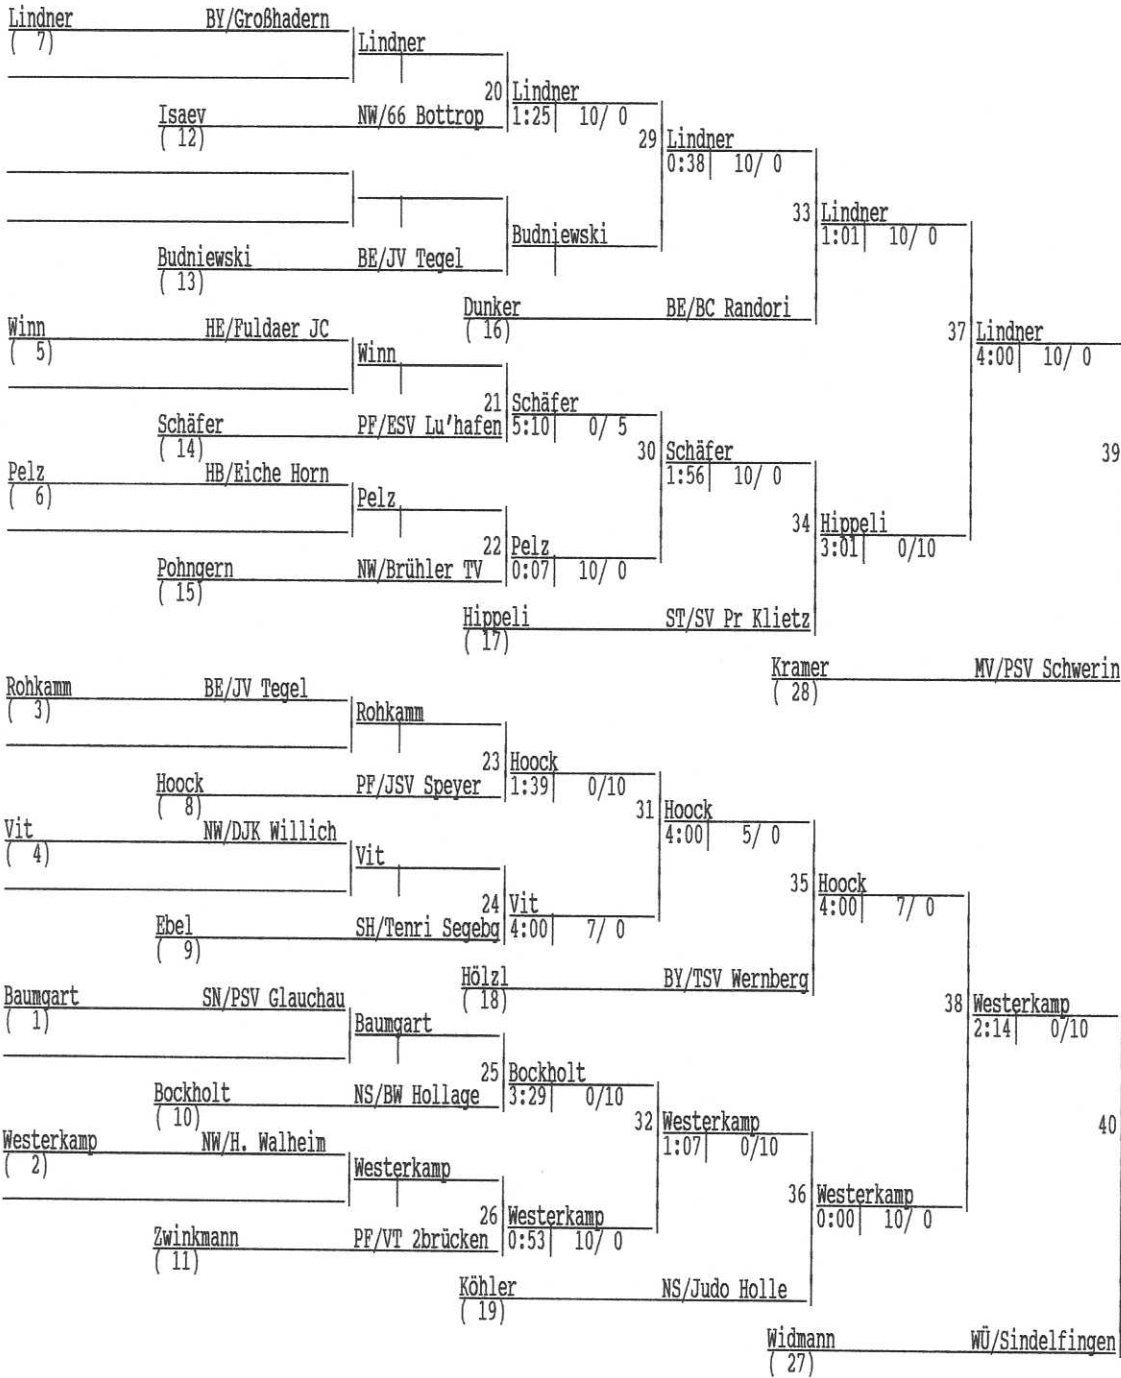 Lindner BY/Großhadern
( 7)
Lindner
20 Lindner
1:25 10/ 0
Isaev NW/66 Bottrop
( 12)
29 Lindner
0:38 10/ 0
33 Lindner
1:01 10/ 0
Budniewski
Budniewski BE/JV Tegel
( 13)
Dunker BE/BC Randori
( 16)
37 Lindner
4:00 10/ 0
Winn HE/Fuldaer JC
( 5)
Winn
21 Schäfer
5:10 0/ 5
Schäfer PF/ESV Lu'hafen
( 14)
30 Schäfer
1:56 10/ 0
39
Pelz HB/Eiche Horn
( 6)
Pelz
34 Hippeli
3:01 0/10
22 Pelz
0:07 10/ 0
Pohngern NW/Brühler TV
( 15)
Hippeli ST/SV Pr Klietz
( 17)
Kramer MV/PSV Schwerin
( 28)
Rohkamm BE/JV Tegel
( 3)
Rohkamm
23 Hoock
1:39 0/10
Hoock PF/JSV Speyer
( 8)
31 Hoock
4:00 5/ 0
Vit NW/DJK Willich
( 4)
Vit
35 Hoock
4:00 7/ 0
24 Vit
4:00 7/ 0
Ebel SH/Tenri Segebg
( 9)
Hölzl BY/TSV Wernberg
( 18)
Baumgart SN/PSV Glauchau
( 1)
38 Westerkamp
2:14 0/10
Baumgart
25 Bockholt
3:29 0/10
Bockholt NS/BW Hollage
( 10)
32 Westerkamp
1:07 0/10
40
Westerkamp NW/H. Walheim
( 2)
Westerkamp
36 Westerkamp
0:00 10/ 0
26 Westerkamp
0:53 10/ 0
Zwinkmann PF/VT 2brücken
( 11)
Köhler NS/Judo Holle
( 19)
Widmann WÜ/Sindelfingen
( 27)